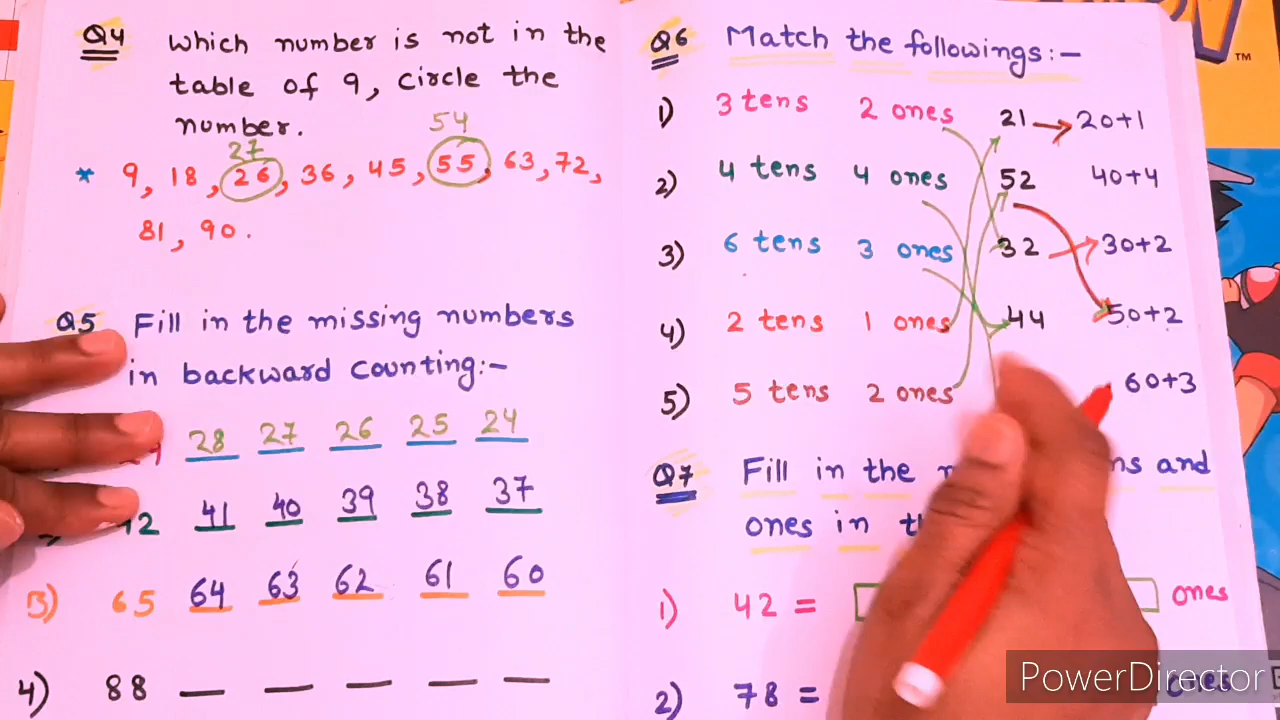 Q4 Which number is not in the
table of 9, circle the
number.
54
27
* 9, 18, 26, 36, 45, 55, 63, 72,
81, 90.
Q5 Fill in the missing numbers
in backward counting:-
28 27 26 25 24
41 40 39 38 37
3) 65 64 63 62 61 60
4) 88
Q6 Match the followings:-
1) 3 tens 2 ones 21 → 20+1
2) 4 tens 4 ones 52 40+4
3) 6 tens 3 ones 32 → 30+2
4) 2 tens 1 ones 44 50+2
5) 5 tens 2 ones 60+3
Q7 Fill in the and
ones in
1) 42 = ones
2) 78 = ones
PowerDirector
TM